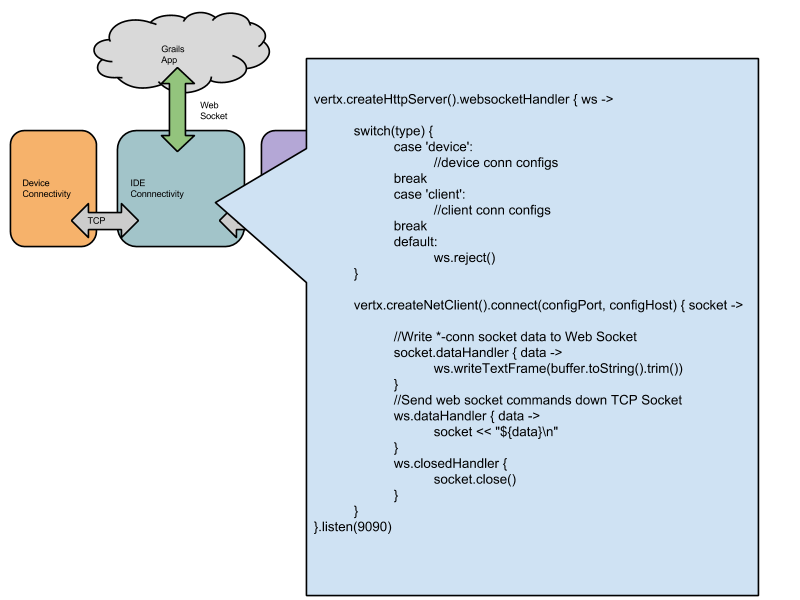 Grails
App
Web
Socket
Device
Connectivity
IDE
Connnectivity
TCP
vertx.createHttpServer().websocketHandler { ws ->
switch(type) {
case 'device':
//device conn configs
break
case 'client':
//client conn configs
break
default:
ws.reject()
}
vertx.createNetClient().connect(configPort, configHost) { socket ->
//Write *-conn socket data to Web Socket
socket.dataHandler { data ->
ws.writeTextFrame(buffer.toString().trim())
}
//Send web socket commands down TCP Socket
ws.dataHandler { data ->
socket << "${data}\n"
}
ws.closedHandler {
socket.close()
}
}
}.listen(9090)